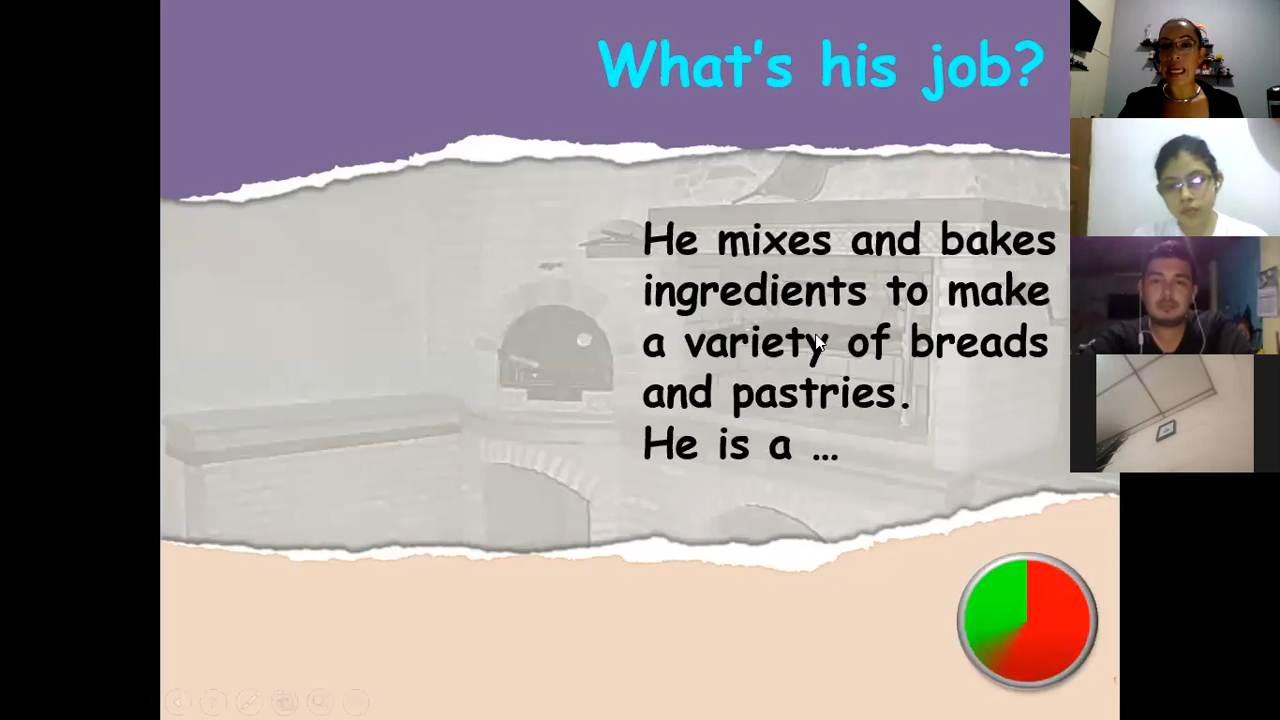 What's his job?
He mixes and bakes
ingredients to make
a variety of breads
and pastries.
He is a ...